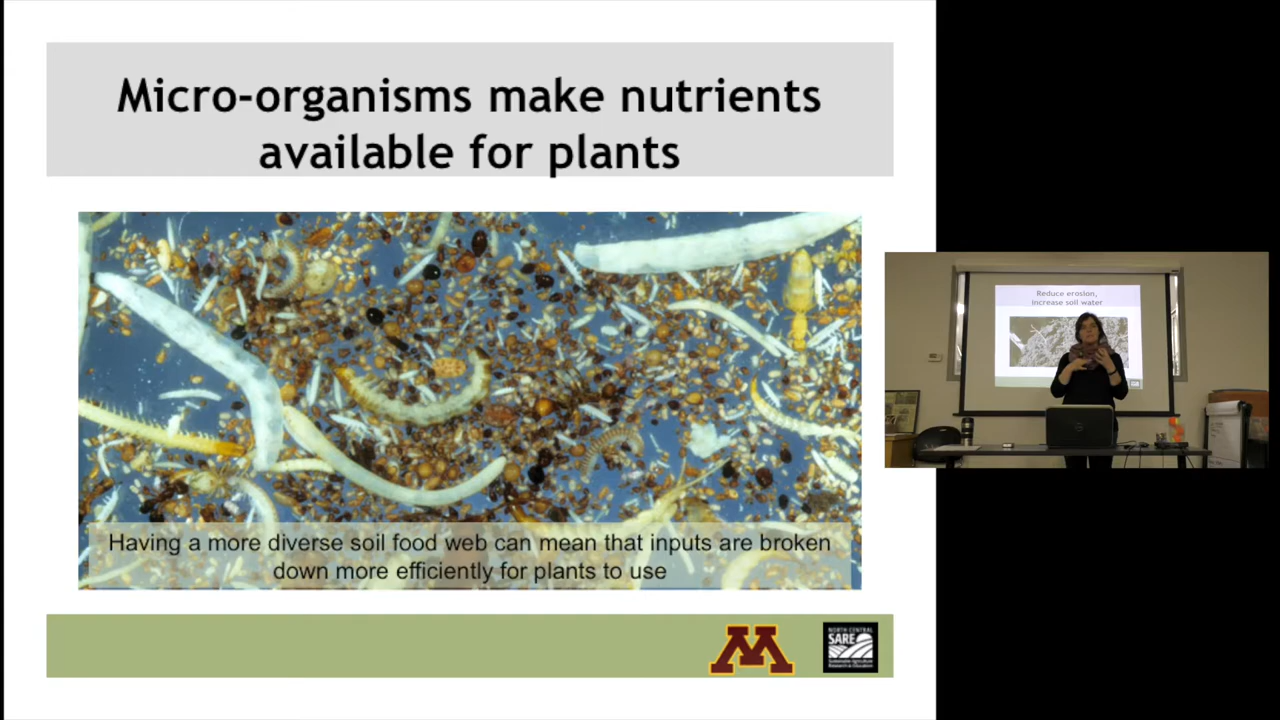 Micro-organisms make nutrients
available for plants
Having a more diverse soil food web can mean that inputs are broken
down more efficiently for plants to use
M
NORTH CENTRAL
SARE
Sustainable Agriculture
Research & Education
Reduce erosion,
increase soil water